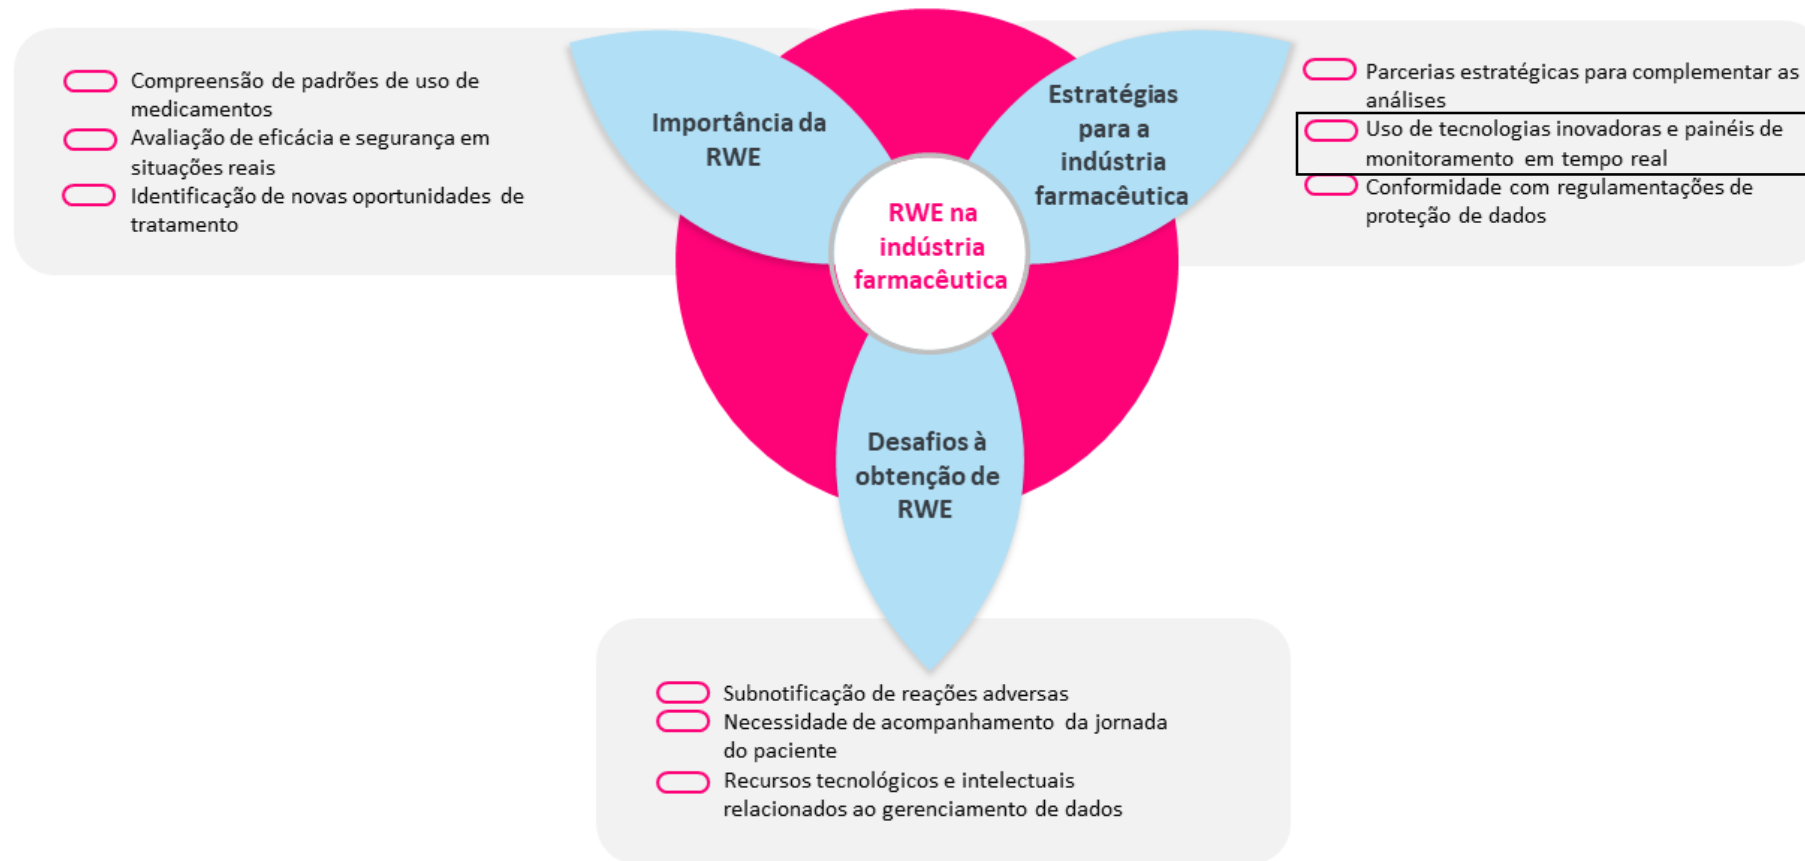 Compreensão de padrões de uso de
medicamentos
Avaliação de eficácia e segurança em
situações reais
Identificação de novas oportunidades de
tratamento
Importância da
RWE
Estratégias
para a
indústria
farmacêutica
Parcerias estratégicas para complementar as
análises
Uso de tecnologias inovadoras e painéis de
monitoramento em tempo real
Conformidade com regulamentações de
proteção de dados
RWE na
indústria
farmacêutica
Desafios à
obtenção de
RWE
Subnotificação de reações adversas
Necessidade de acompanhamento da jornada
do paciente
Recursos tecnológicos e intelectuais
relacionados ao gerenciamento de dados